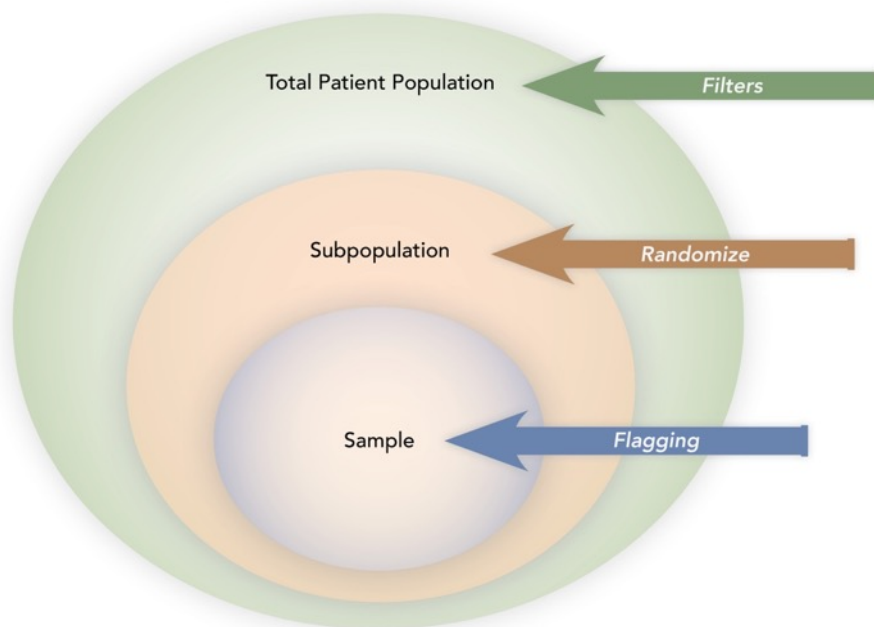 Total Patient Population
Filters
Subpopulation
Randomize
Sample
Flagging